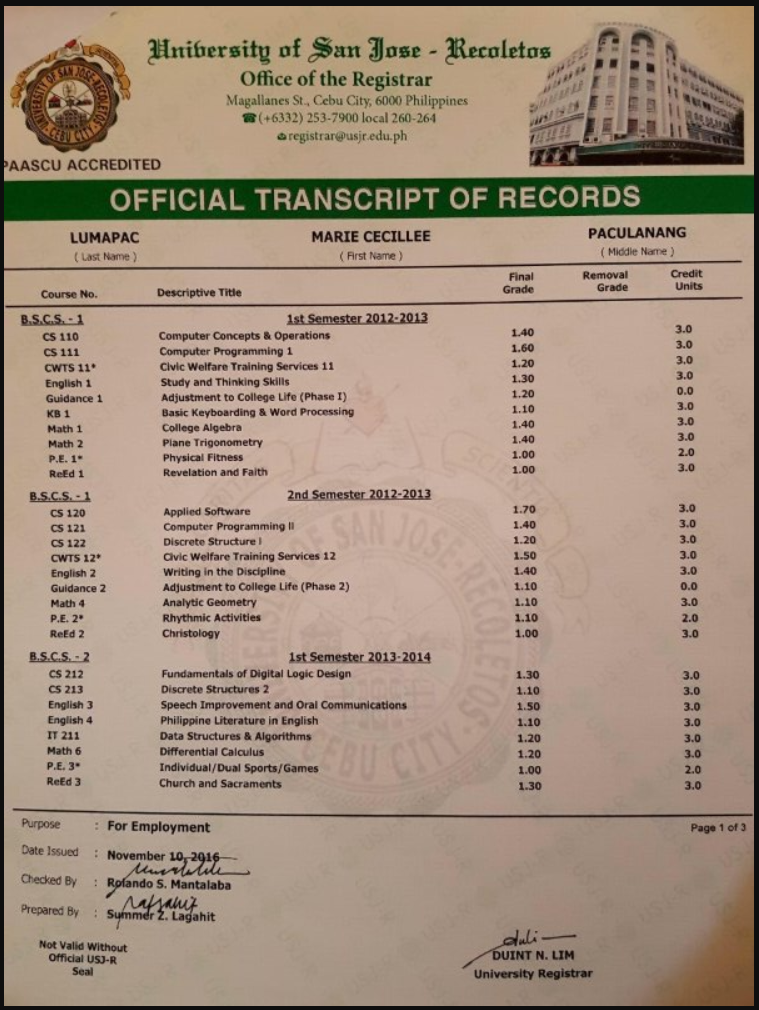 University of San Jose - Recoletos
Office of the Registrar
Magallanes St., Cebu City, 6000 Philippines
☎(+6332) 253-7900 local 260-264
registrar@usjr.edu.ph
UNIVERSITY OF SAN JOSE-RECOLETOS
CEBU CITY
PAASCU ACCREDITED
OFFICIAL TRANSCRIPT OF RECORDS
LUMAPAC MARIE CECILLEE PACULANANG
( Last Name ) ( First Name ) ( Middle Name )
Course No. Descriptive Title Final Grade Removal Grade Credit Units
B.S.C.S. - 1 1st Semester 2012-2013
CS 110 Computer Concepts & Operations 1.40 3.0
CS 111 Computer Programming 1 1.60 3.0
CWTS 11* Civic Welfare Training Services 11 1.20 3.0
English 1 Study and Thinking Skills 1.30 3.0
Guidance 1 Adjustment to College Life (Phase I) 1.20 0.0
KB 1 Basic Keyboarding & Word Processing 1.10 3.0
Math 1 College Algebra 1.40 3.0
Math 2 Plane Trigonometry 1.40 3.0
P.E. 1* Physical Fitness 1.00 2.0
ReEd 1 Revelation and Faith 1.00 3.0
B.S.C.S. - 1 2nd Semester 2012-2013
CS 120 Applied Software 1.70 3.0
CS 121 Computer Programming II 1.40 3.0
CS 122 Discrete Structure I 1.20 3.0
CWTS 12* Civic Welfare Training Services 12 1.50 3.0
English 2 Writing in the Discipline 1.40 3.0
Guidance 2 Adjustment to College Life (Phase 2) 1.10 0.0
Math 4 Analytic Geometry 1.10 3.0
P.E. 2* Rhythmic Activities 1.10 2.0
ReEd 2 Christology 1.00 3.0
B.S.C.S. - 2 1st Semester 2013-2014
CS 212 Fundamentals of Digital Logic Design 1.30 3.0
CS 213 Discrete Structures 2 1.10 3.0
English 3 Speech Improvement and Oral Communications 1.50 3.0
English 4 Philippine Literature in English 1.10 3.0
IT 211 Data Structures & Algorithms 1.20 3.0
Math 6 Differential Calculus 1.20 3.0
P.E. 3* Individual/Dual Sports/Games 1.00 2.0
ReEd 3 Church and Sacraments 1.30 3.0
Purpose : For Employment Page 1 of 3
Date Issued : November 10, 2016
Checked By : Rolando S. Mantalaba
Prepared By : Summer Z. Lagahit
Not Valid Without
Official USJ-R
Seal
DUINT N. LIM
University Registrar